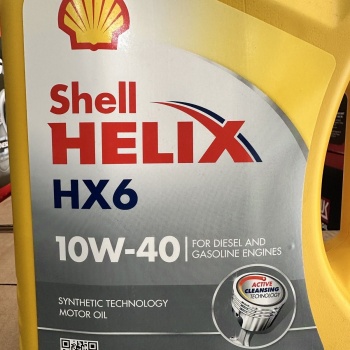 Shell
HELIX
HX6
10W-40
FOR DIESEL AND
GASOLINE ENGINES
SYNTHETIC TECHNOLOGY
MOTOR OIL
ACTIVE
CLEANSING
TECHNOLOGY